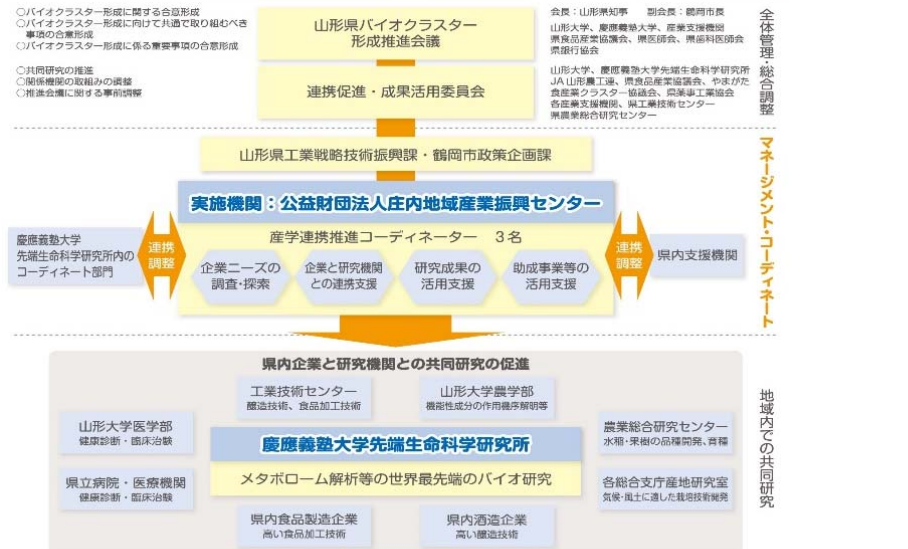 ○バイオクラスター形成に関する合意形成
○バイオクラスター形成に向けて共通で取り組むべき
事項の合意形成
○バイオクラスター形成に係る重要事項の合意形成
山形県バイオクラスター
形成推進会議
会長：山形県知事　副会長：鶴岡市長
山形大学、慶應義塾大学、産業支援機関
県食品産業協議会、県医師会、県歯科医師会
県銀行協会
○共同研究の推進
○関係機関の取組みの調整
○推進会議に関する事前調整
連携促進・成果活用委員会
山形大学、慶應義塾大学先端生命科学研究所
JA山形農工連、県食品産業協議会、やまがた
食産業クラスター協議会、県薬事工業協会
各産業支援機関、県工業技術センター
県農業総合研究センター
全体管理・総合調整
山形県工業戦略技術振興課・鶴岡市政策企画課
実施機関：公益財団法人庄内地域産業振興センター
産学連携推進コーディネーター　3名
慶應義塾大学
先端生命科学研究所内の
コーディネート部門
連携
調整
企業ニーズの
調査・探索
企業と研究機関
との連携支援
研究成果の
活用支援
助成事業等の
活用支援
連携
調整
県内支援機関
マネージメント・コーディネート
県内企業と研究機関との共同研究の促進
工業技術センター
醸造技術、食品加工技術
山形大学農学部
機能性成分の作用機序解明等
山形大学医学部
健康診断・臨床治験
慶應義塾大学先端生命科学研究所
メタボローム解析等の世界最先端のバイオ研究
農業総合研究センター
水稲・果樹の品種開発、育種
県立病院・医療機関
健康診断・臨床治験
各総合支庁産地研究室
気候・風土に適した栽培技術開発
県内食品製造企業
高い食品加工技術
県内酒造企業
高い醸造技術
地域内での共同研究